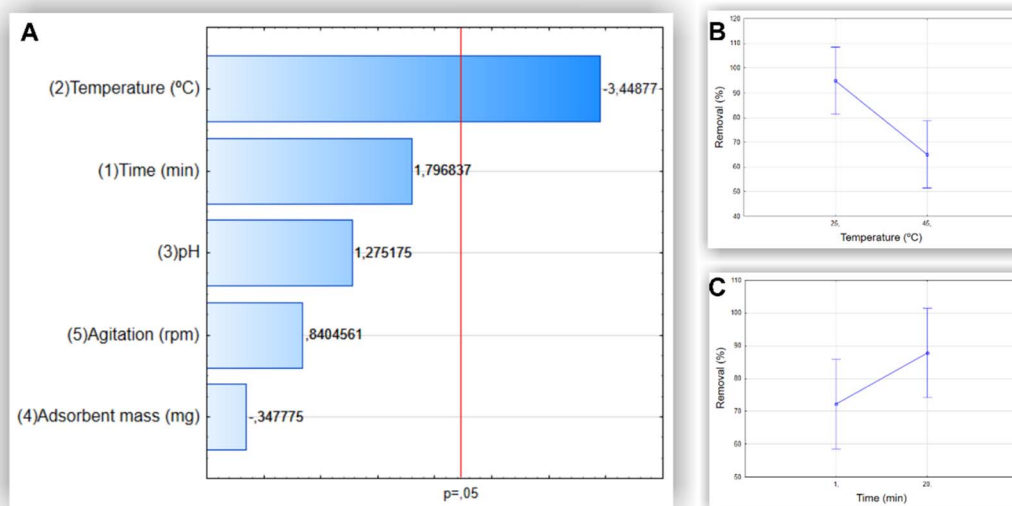 A
(2)Temperature (ºC)
-3,44877
(1)Time (min)
1,796837
(3)pH
1,275175
(5)Agitation (rpm)
,8404561
(4)Adsorbent mass (mg)
-,347775
p=,05
B
120
110
100
90
80
70
60
50
40
Removal (%)
25,
45,
Temperature (ºC)
C
110
100
90
80
70
60
50
Removal (%)
1,
20,
Time (min)